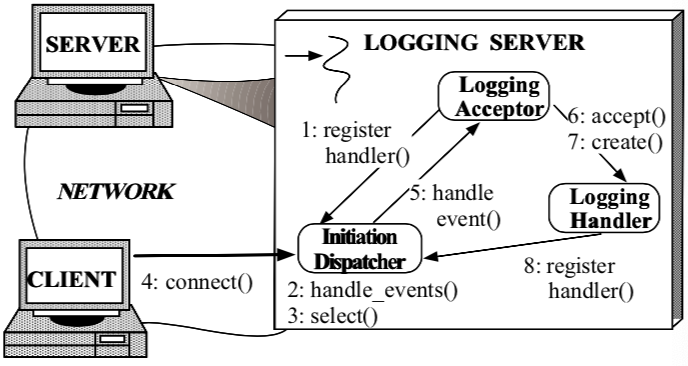 SERVER
LOGGING SERVER
Logging
Acceptor
1: register
handler()
6: accept()
7: create()
NETWORK
5: handle
event()
Logging
Handler
Initiation
Dispatcher
CLIENT
4: connect()
2: handle_events()
3: select()
8: register
handler()